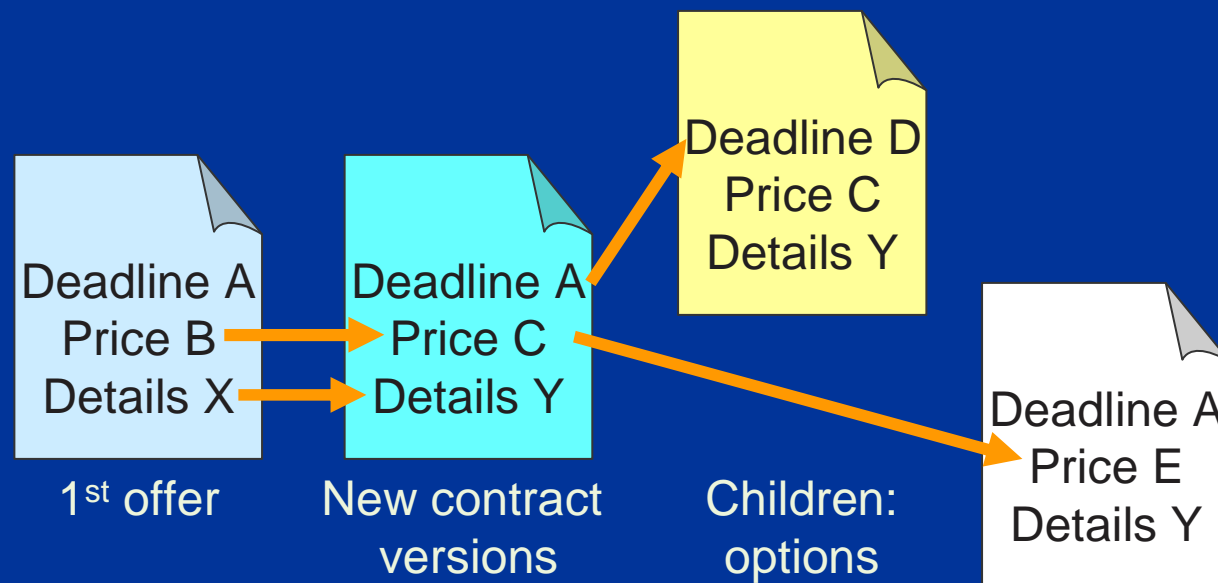 Deadline A
Price B
Details X
1st offer
Deadline A
Price C
Details Y
New contract
versions
Deadline D
Price C
Details Y
Children:
options
Deadline A
Price E
Details Y